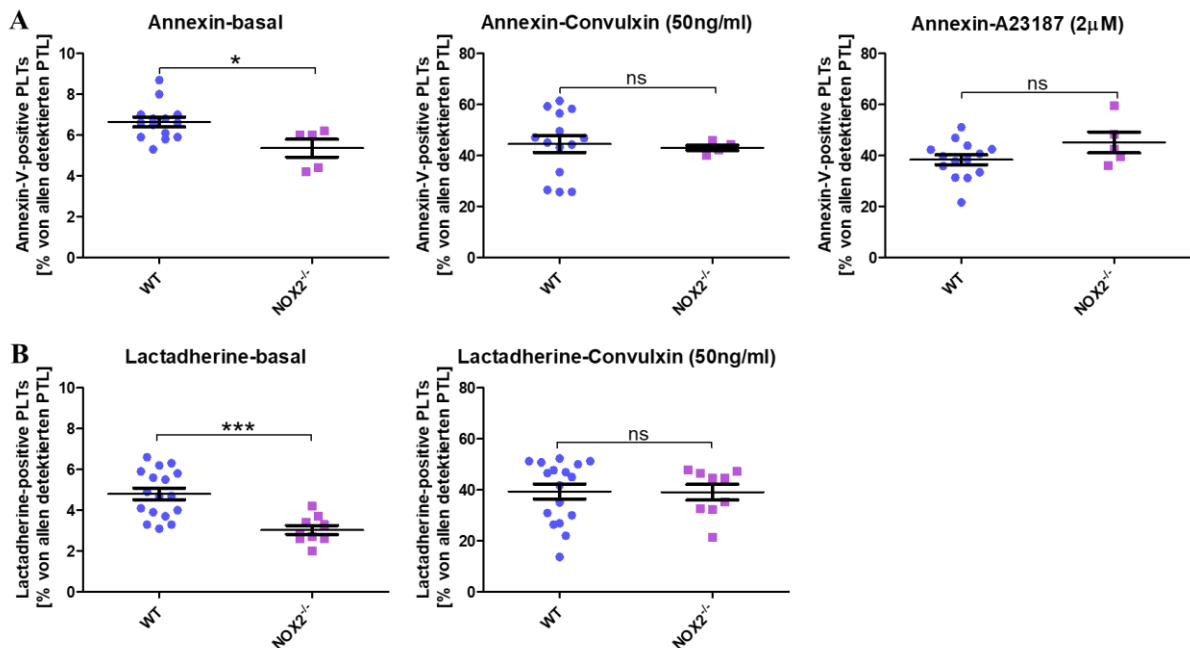 A
Annexin-basal
Annexin-V-positive PLTs
[% von allen detektierten PTL]
10
8
6
4
2
0
*
WT
NOX2-/-
Annexin-Convulxin (50ng/ml)
Annexin-V-positive PLTs
[% von allen detektierten PTL]
80
60
40
20
0
ns
WT
NOX2-/-
Annexin-A23187 (2µM)
Annexin-V-positive PLTs
[% von allen detektierten PTL]
80
60
40
20
0
ns
WT
NOX2-/-
B
Lactadherine-basal
Lactadherine-positive PLTs
[% von allen detektierten PTL]
10
8
6
4
2
0
***
WT
NOX2-/-
Lactadherine-Convulxin (50ng/ml)
Lactadherine-positive PLTs
[% von allen detektierten PTL]
80
60
40
20
0
ns
WT
NOX2-/-